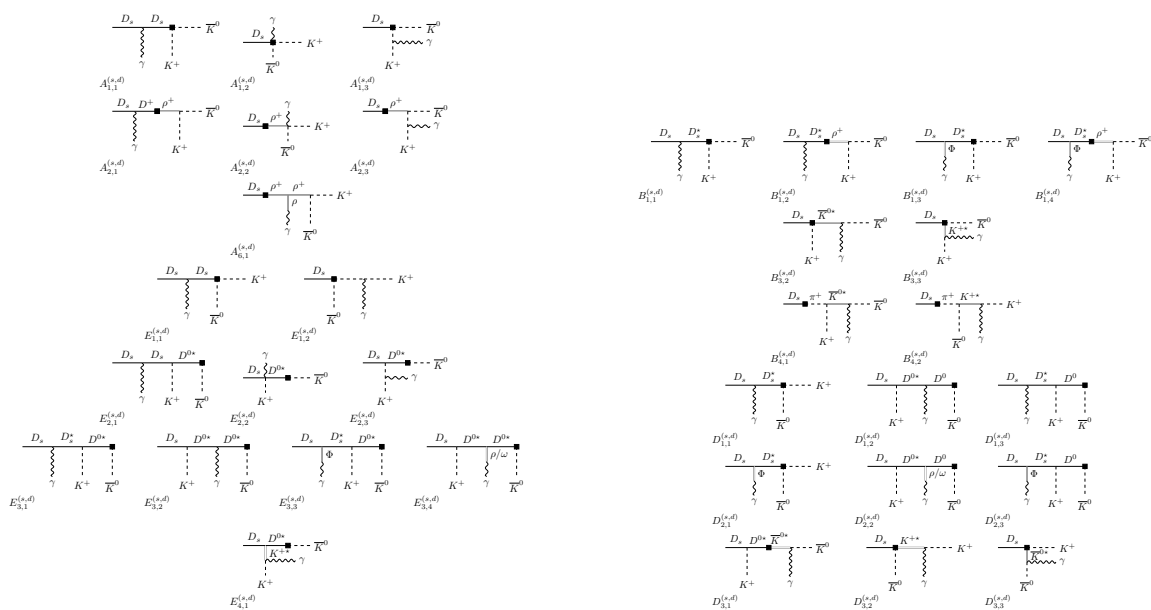 D_s D_s K̄^0
γ K^+
A_{1,1}^{(s,d)}
γ
D_s K^+
K̄^0
A_{1,2}^{(s,d)}
D_s K̄^0
γ
K^+
A_{1,3}^{(s,d)}
D_s D^+ ρ^+ K̄^0
γ K^+
A_{2,1}^{(s,d)}
γ
D_s ρ^+ K^+
K̄^0
A_{2,2}^{(s,d)}
D_s ρ^+ K̄^0
γ
K^+
A_{2,3}^{(s,d)}
D_s ρ^+ ρ^+ K^+
ρ
γ K̄^0
A_{6,1}^{(s,d)}
D_s D_s K^+
γ K̄^0
E_{1,1}^{(s,d)}
D_s K^+
K̄^0 γ
E_{1,2}^{(s,d)}
D_s D_s D^{0⋆}
γ K^+ K̄^0
E_{2,1}^{(s,d)}
γ
D_s D^{0⋆} K̄^0
K^+
E_{2,2}^{(s,d)}
D_s D^{0⋆} K̄^0
γ
K^+
E_{2,3}^{(s,d)}
D_s D_s^⋆ D^{0⋆}
γ K^+ K̄^0
E_{3,1}^{(s,d)}
D_s D^{0⋆} D^{0⋆}
K^+ γ K̄^0
E_{3,2}^{(s,d)}
D_s D_s^⋆ D^{0⋆}
Φ
γ K^+ K̄^0
E_{3,3}^{(s,d)}
D_s D^{0⋆} D^{0⋆}
ρ/ω
K^+ γ K̄^0
E_{3,4}^{(s,d)}
D_s D^{0⋆} K̄^0
K^{+⋆} γ
K^+
E_{4,1}^{(s,d)}
D_s D_s^⋆ K̄^0
γ K^+
B_{1,1}^{(s,d)}
D_s D_s^⋆ ρ^+ K̄^0
γ K^+
B_{1,2}^{(s,d)}
D_s D_s^⋆ K̄^0
Φ
γ K^+
B_{1,3}^{(s,d)}
D_s D_s^⋆ ρ^+ K̄^0
Φ
γ K^+
B_{1,4}^{(s,d)}
D_s K̄^{0⋆} K̄^0
K^+ γ
B_{3,2}^{(s,d)}
D_s K̄^0
K^{+⋆} γ
K^+
B_{3,3}^{(s,d)}
D_s π^+ K̄^{0⋆} K̄^0
K^+ γ
B_{4,1}^{(s,d)}
D_s π^+ K^{+⋆} K^+
K̄^0 γ
B_{4,2}^{(s,d)}
D_s D_s^⋆ K^+
γ K̄^0
D_{1,1}^{(s,d)}
D_s D^{0⋆} D^0
K^+ γ K̄^0
D_{1,2}^{(s,d)}
D_s D_s^⋆ D^0
γ K^+ K̄^0
D_{1,3}^{(s,d)}
D_s D_s^⋆ K^+
Φ
γ K̄^0
D_{2,1}^{(s,d)}
D_s D^{0⋆} D^0
ρ/ω
K^+ γ K̄^0
D_{2,2}^{(s,d)}
D_s D_s^⋆ D^0
Φ
γ K^+ K̄^0
D_{2,3}^{(s,d)}
D_s D^{0⋆} K̄^{0⋆} K̄^0
K^+ γ
D_{3,1}^{(s,d)}
D_s K^{+⋆} K^+
K̄^0 γ
D_{3,2}^{(s,d)}
D_s K^+
K̄^{0⋆} γ
K̄^0
D_{3,3}^{(s,d)}